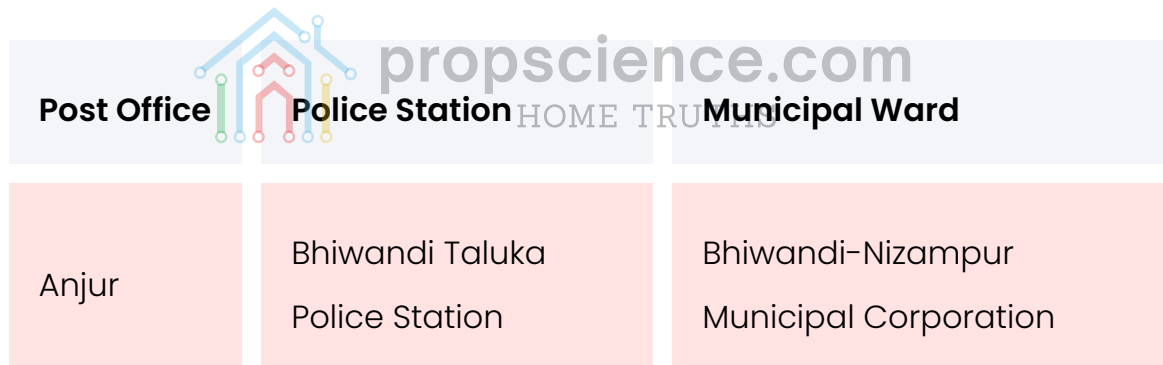 propscience.com
HOME TRUTHS
Post Office
Police Station
Municipal Ward
Anjur
Bhiwandi Taluka
Police Station
Bhiwandi-Nizampur
Municipal Corporation